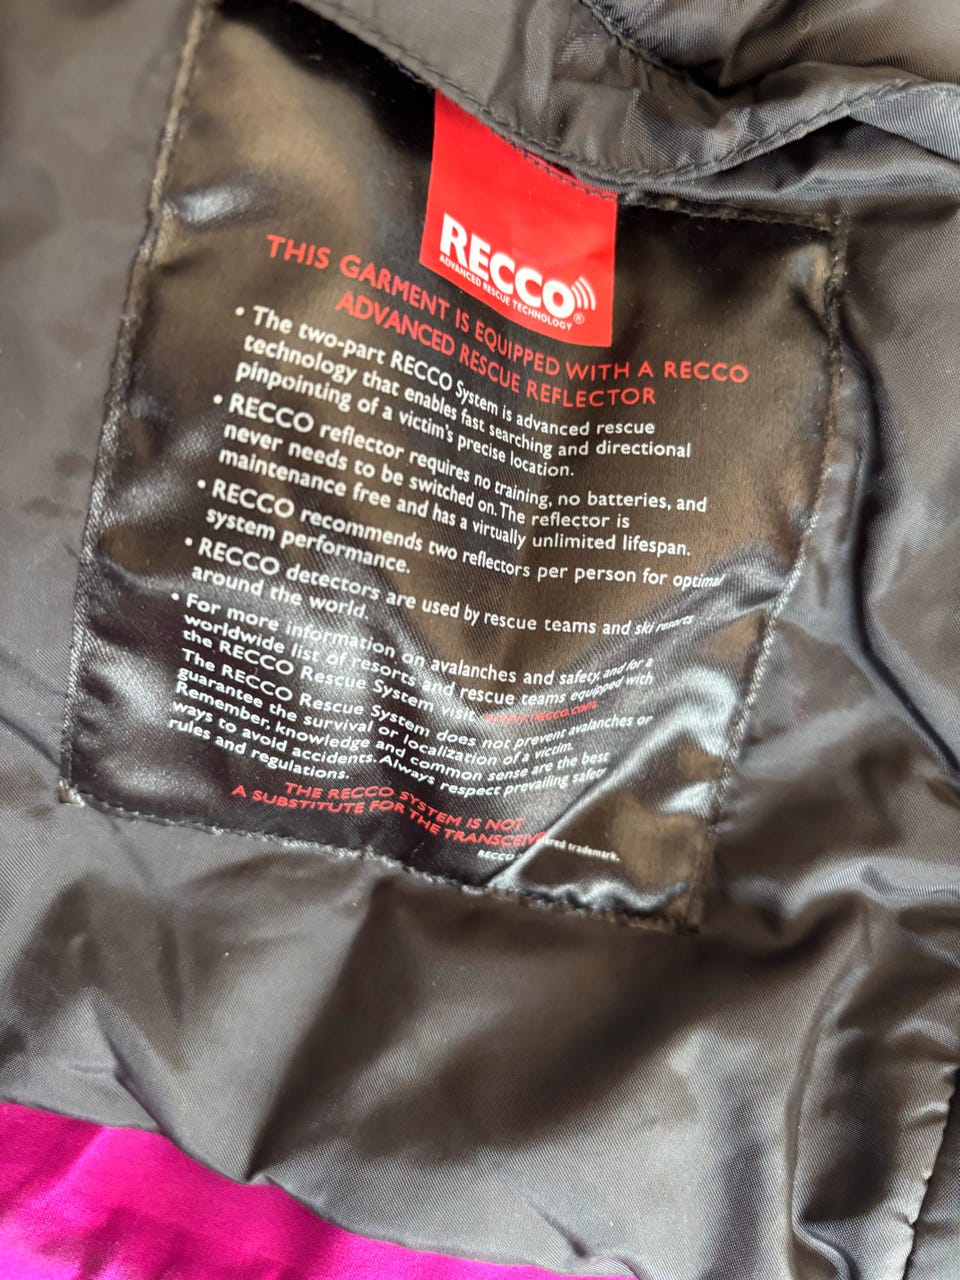 RECCO
ADVANCED RESCUE TECHNOLOGY
®
THIS GARMENT IS EQUIPPED WITH A RECCO
ADVANCED RESCUE REFLECTOR
• The two-part RECCO System is advanced rescue
technology that enables fast searching and directional
pinpointing of a victim's precise location.
• RECCO reflector requires no training, no batteries, and
never needs to be switched on. The reflector is
maintenance free and has a virtually unlimited lifespan.
• RECCO recommends two reflectors per person for optimal
system performance.
• RECCO detectors are used by rescue teams and ski resorts
around the world.
• For more information on avalanches and safety, and for a
worldwide list of resorts and rescue teams equipped with
the RECCO Rescue System visit www.recco.com
The RECCO Rescue System does not prevent avalanches or
guarantee the survival or localization of a victim.
Remember, knowledge and common sense are the best
ways to avoid accidents. Always respect prevailing safety
rules and regulations.
THE RECCO SYSTEM IS NOT
A SUBSTITUTE FOR THE
RECCO trademark.